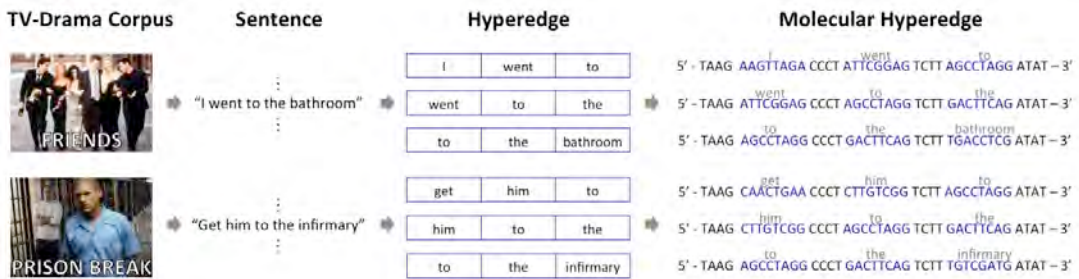 TV-Drama Corpus Sentence Hyperedge Molecular Hyperedge
FRIENDS
“I went to the bathroom”
I went to
went to the
to the bathroom
I went to
5’ - TAAG AAGTTAGA CCCT ATTCGGAG TCTT AGCCTAGG ATAT – 3’
went to the
5’ - TAAG ATTCGGAG CCCT AGCCTAGG TCTT GACTTCAG ATAT – 3’
to the bathroom
5’ - TAAG AGCCTAGG CCCT GACTTCAG TCTT TGACCTCG ATAT – 3’
PRISON BREAK
“Get him to the infirmary”
get him to
him to the
to the infirmary
get him to
5’ - TAAG CAACTGAA CCCT CTTGTCGG TCTT AGCCTAGG ATAT – 3’
him to the
5’ - TAAG CTTGTCGG CCCT AGCCTAGG TCTT GACTTCAG ATAT – 3’
to the infirmary
5’ - TAAG AGCCTAGG CCCT GACTTCAG TCTT TGTCGATG ATAT – 3’